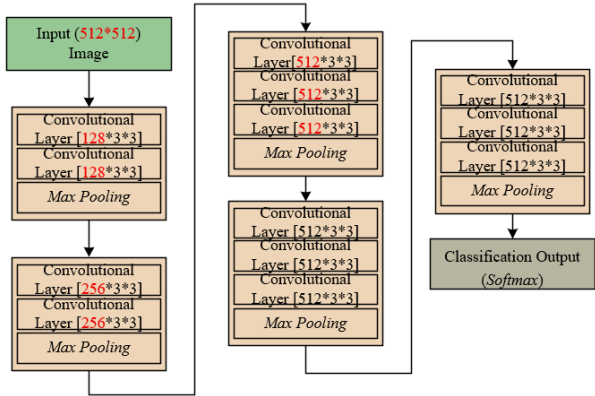 Input (512*512)
Image
Convolutional
Layer [128*3*3]
Convolutional
Layer [128*3*3]
Max Pooling
Convolutional
Layer [256*3*3]
Convolutional
Layer [256*3*3]
Max Pooling
Convolutional
Layer[512*3*3]
Convolutional
Layer [512*3*3]
Convolutional
Layer [512*3*3]
Max Pooling
Convolutional
Layer [512*3*3]
Convolutional
Layer [512*3*3]
Convolutional
Layer [512*3*3]
Max Pooling
Convolutional
Layer [512*3*3]
Convolutional
Layer [512*3*3]
Convolutional
Layer [512*3*3]
Max Pooling
Classification Output
(Softmax)